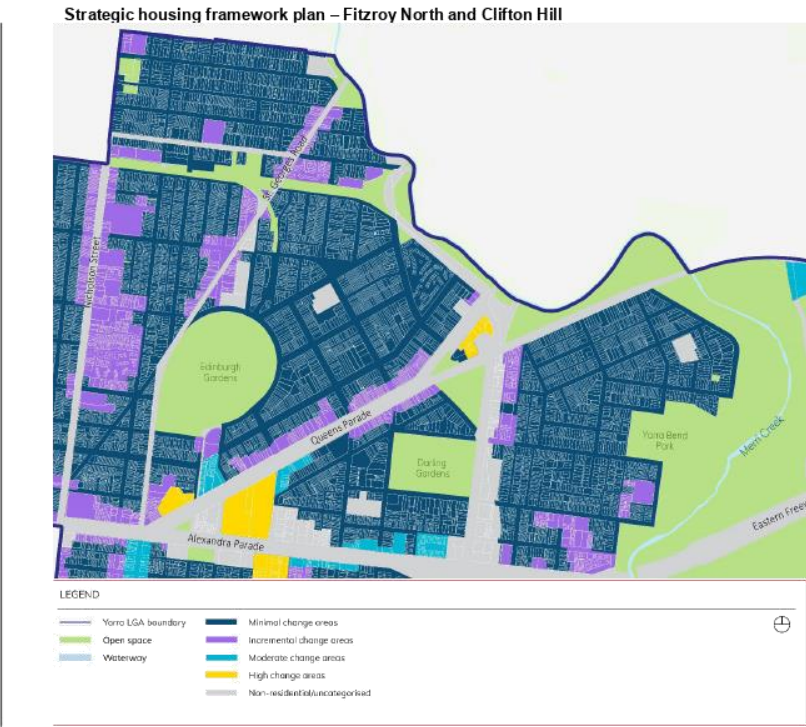 Strategic housing framework plan – Fitzroy North and Clifton Hill
St Georges Road
Nicholson Street
Edinburgh
Gardens
Queens Parade
Darling
Gardens
Yarra Bend
Park
Merri Creek
Eastern Free
Alexandra Parade
LEGEND
Yarra LGA boundary
Open space
Waterway
Minimal change areas
Incremental change areas
Moderate change areas
High change areas
Non-residential/uncategorised